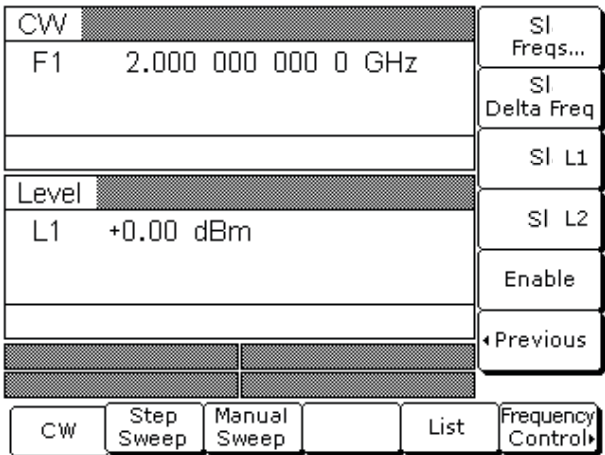 CW
F1 2.000 000 000 0 GHz
Level
L1 +0.00 dBm
Sl
Freqs...
Sl
Delta Freq
Sl L1
Sl L2
Enable
Previous
CW
Step
Sweep
Manual
Sweep
List
Frequency
Control